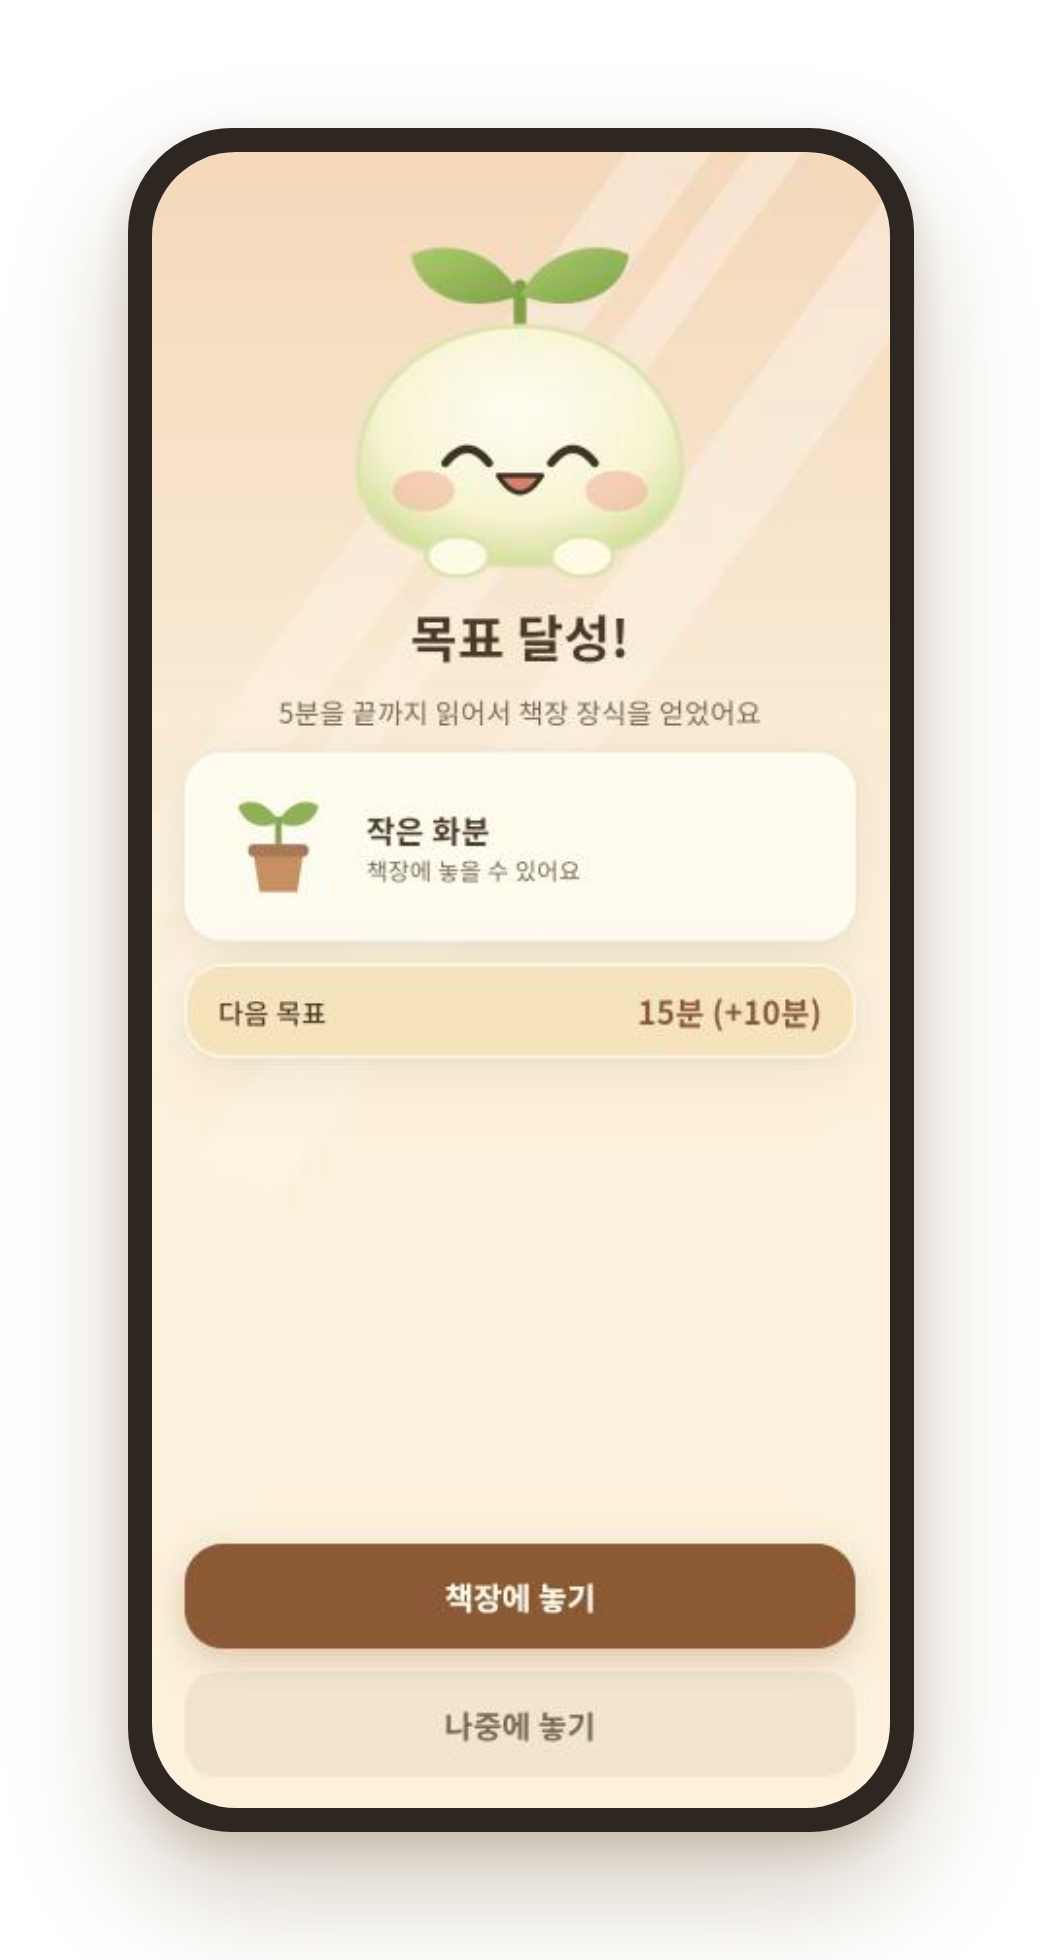 목표 달성!
5분을 끝까지 읽어서 책장 장식을 얻었어요
작은 화분
책장에 놓을 수 있어요
다음 목표 15분 (+10분)
책장에 놓기
나중에 놓기